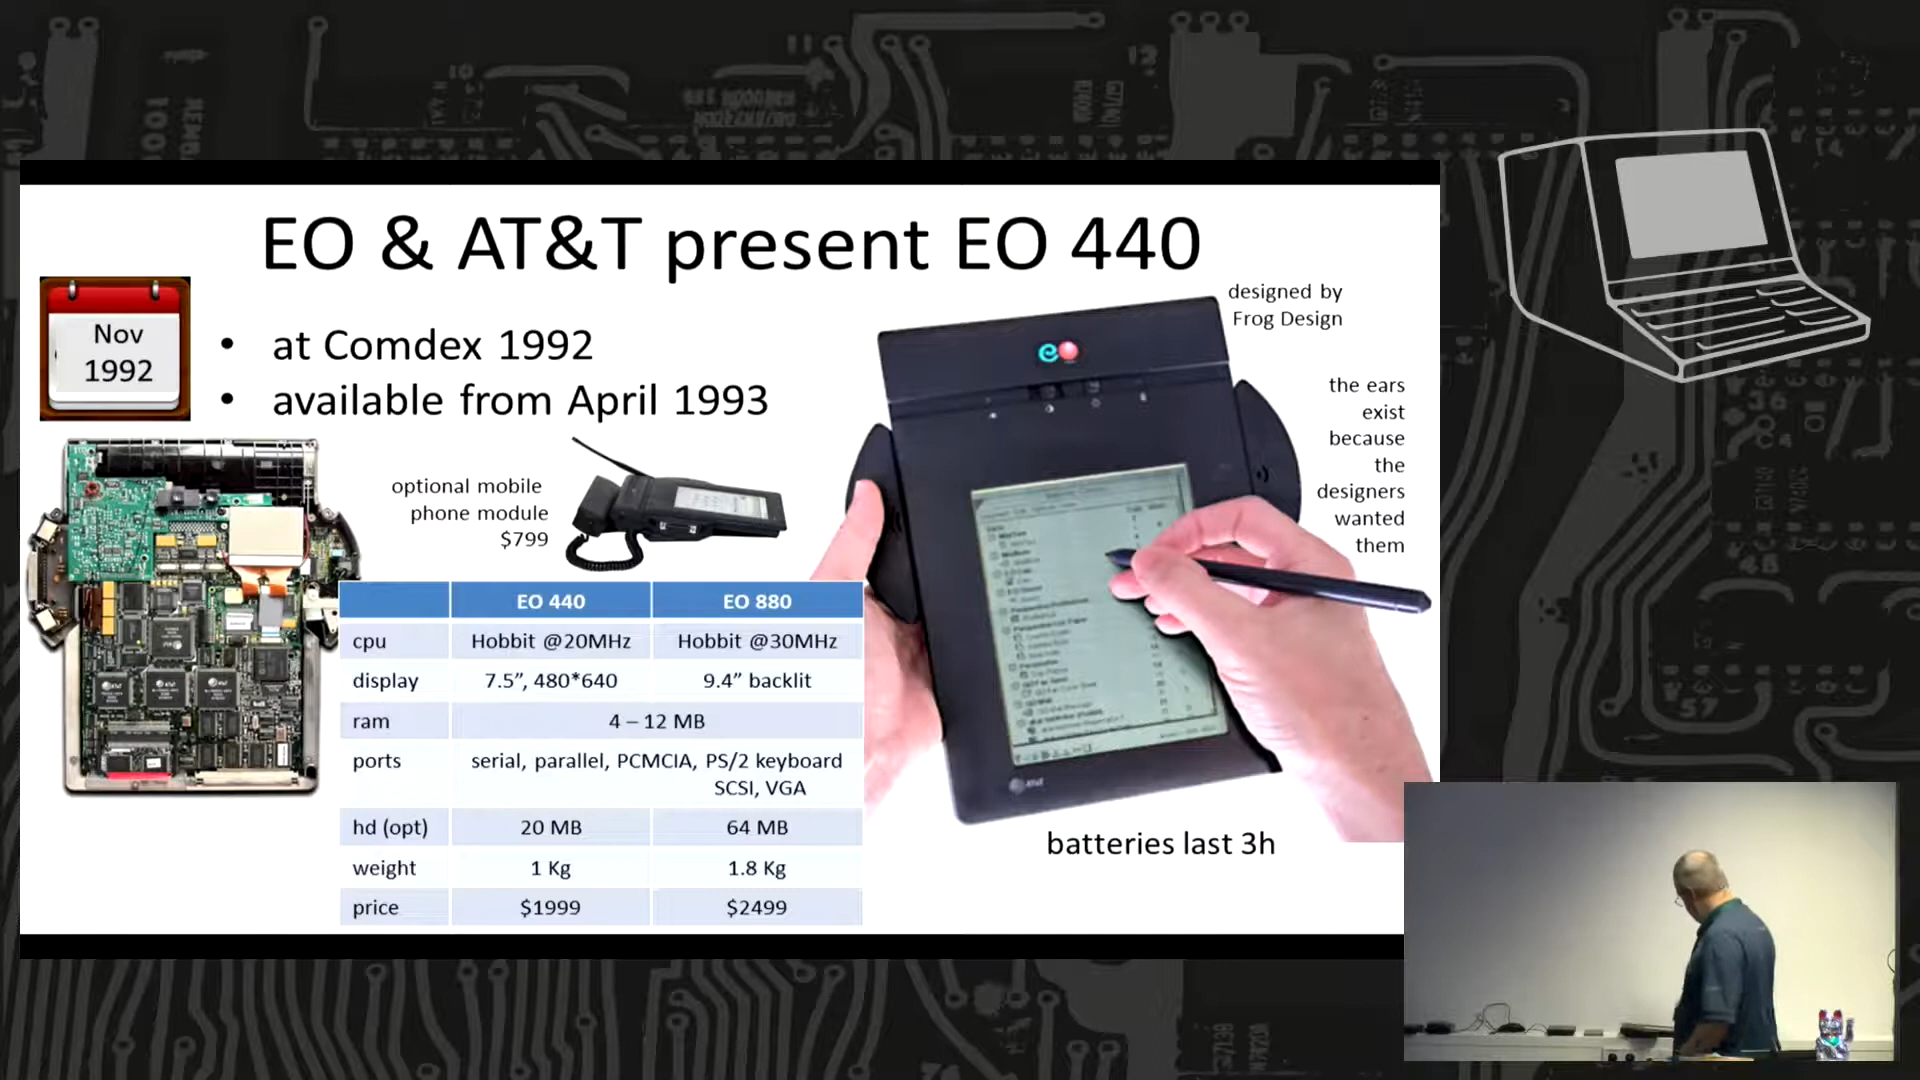 EO & AT&T present EO 440
Nov
1992
• at Comdex 1992
• available from April 1993
designed by
Frog Design
the ears
exist
because
the
designers
wanted
them
optional mobile
phone module
$799
EO 440 EO 880
cpu Hobbit @20MHz Hobbit @30MHz
display 7.5”, 480*640 9.4” backlit
ram 4 – 12 MB
ports serial, parallel, PCMCIA, PS/2 keyboard
SCSI, VGA
hd (opt) 20 MB 64 MB
weight 1 Kg 1.8 Kg
price $1999 $2499
eo
AT&T
batteries last 3h